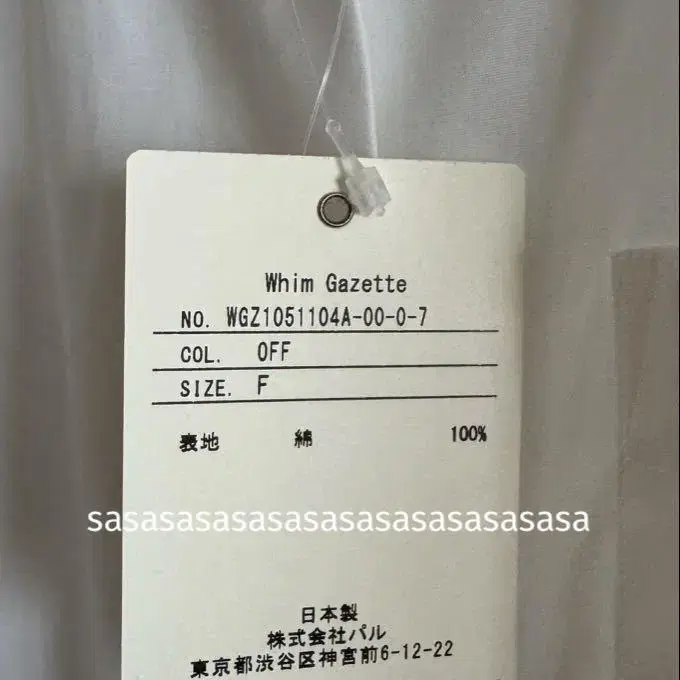 Whim Gazette
NO. WGZ1051104A-00-0-7
COL. OFF
SIZE. F
表地 綿 100%
sasasasasasasasasasasasasasasasasasa
日本製
株式会社パル
東京都渋谷区神宮前6-12-22